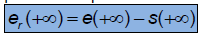 e_r(+∞) = e(+∞) − s(+∞)